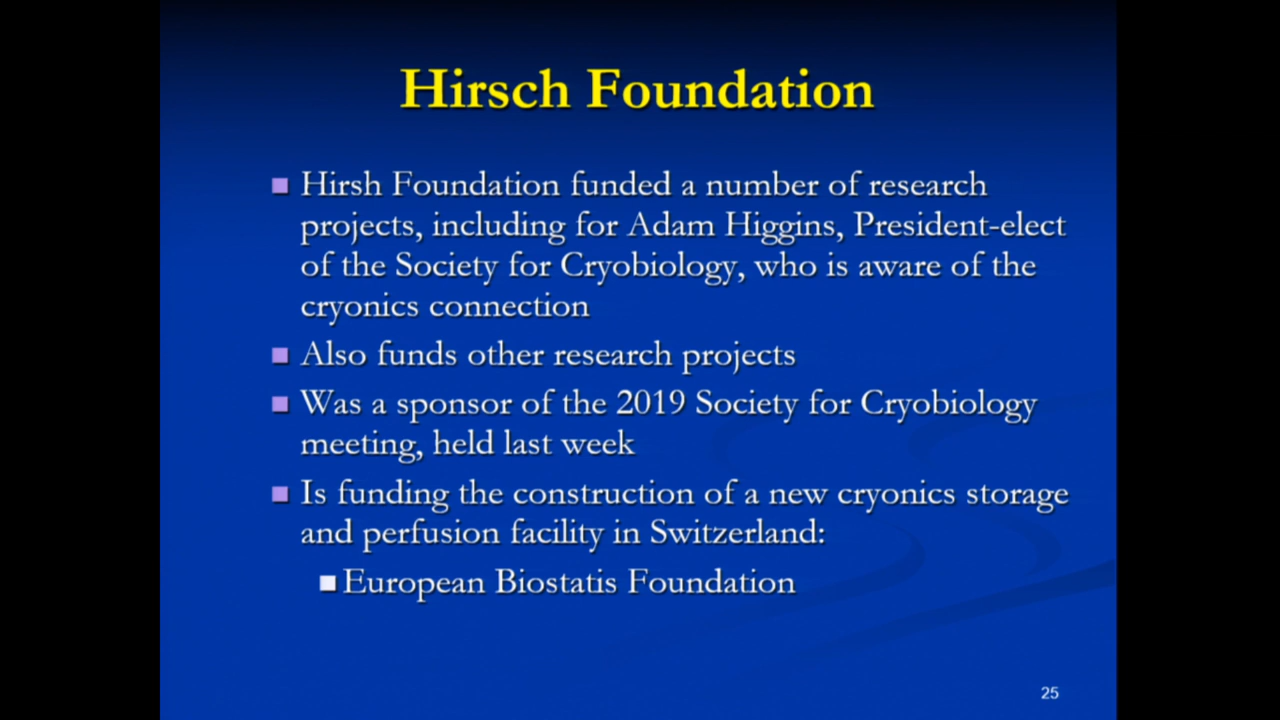 Hirsch Foundation
Hirsh Foundation funded a number of research
projects, including for Adam Higgins, President-elect
of the Society for Cryobiology, who is aware of the
cryonics connection
Also funds other research projects
Was a sponsor of the 2019 Society for Cryobiology
meeting, held last week
Is funding the construction of a new cryonics storage
and perfusion facility in Switzerland:
European Biostatis Foundation
25